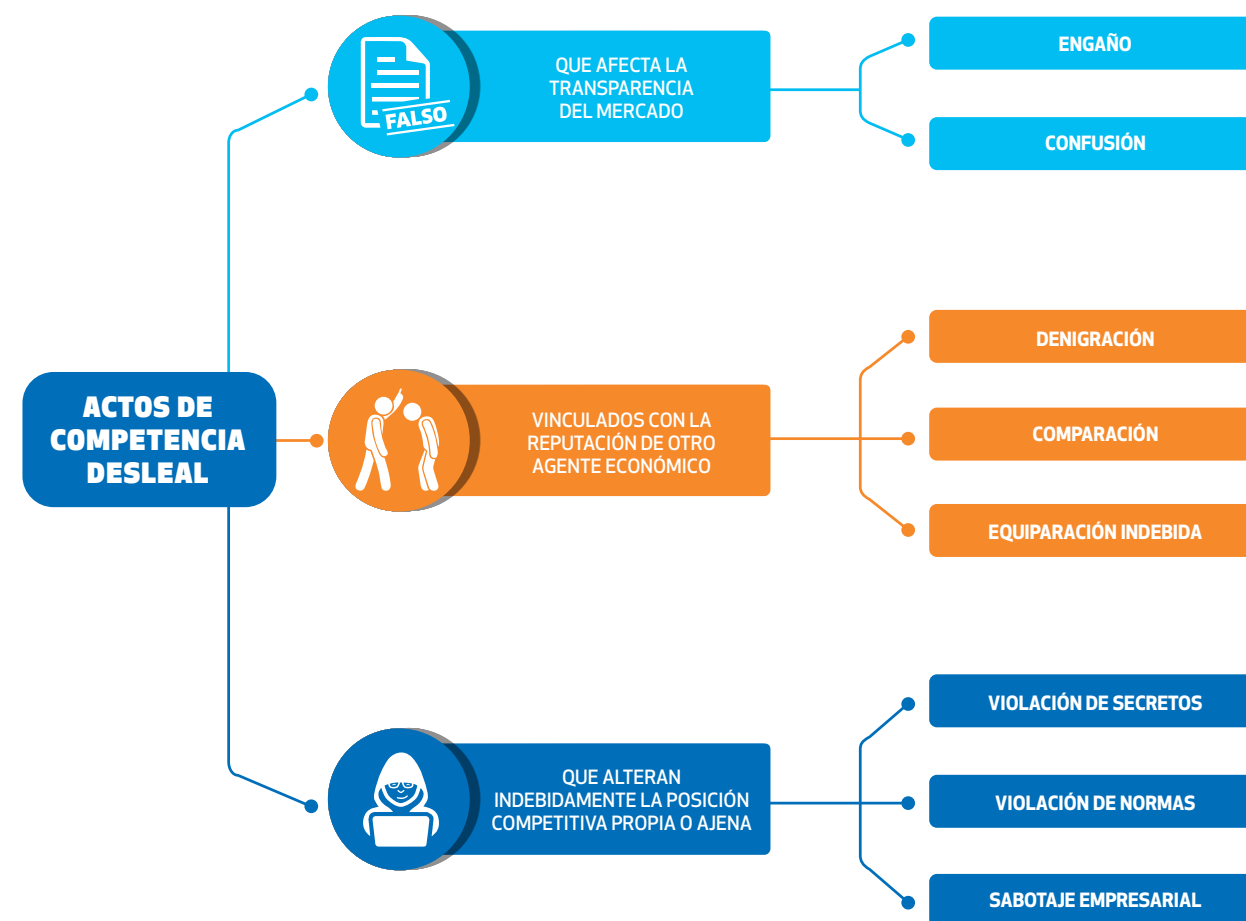 FALSO
QUE AFECTA LA
TRANSPARENCIA
DEL MERCADO
ENGAÑO
CONFUSIÓN
ACTOS DE
COMPETENCIA
DESLEAL
VINCULADOS CON LA
REPUTACIÓN DE OTRO
AGENTE ECONÓMICO
DENIGRACIÓN
COMPARACIÓN
EQUIPARACIÓN INDEBIDA
QUE ALTERAN
INDEBIDAMENTE LA POSICIÓN
COMPETITIVA PROPIA O AJENA
VIOLACIÓN DE SECRETOS
VIOLACIÓN DE NORMAS
SABOTAJE EMPRESARIAL